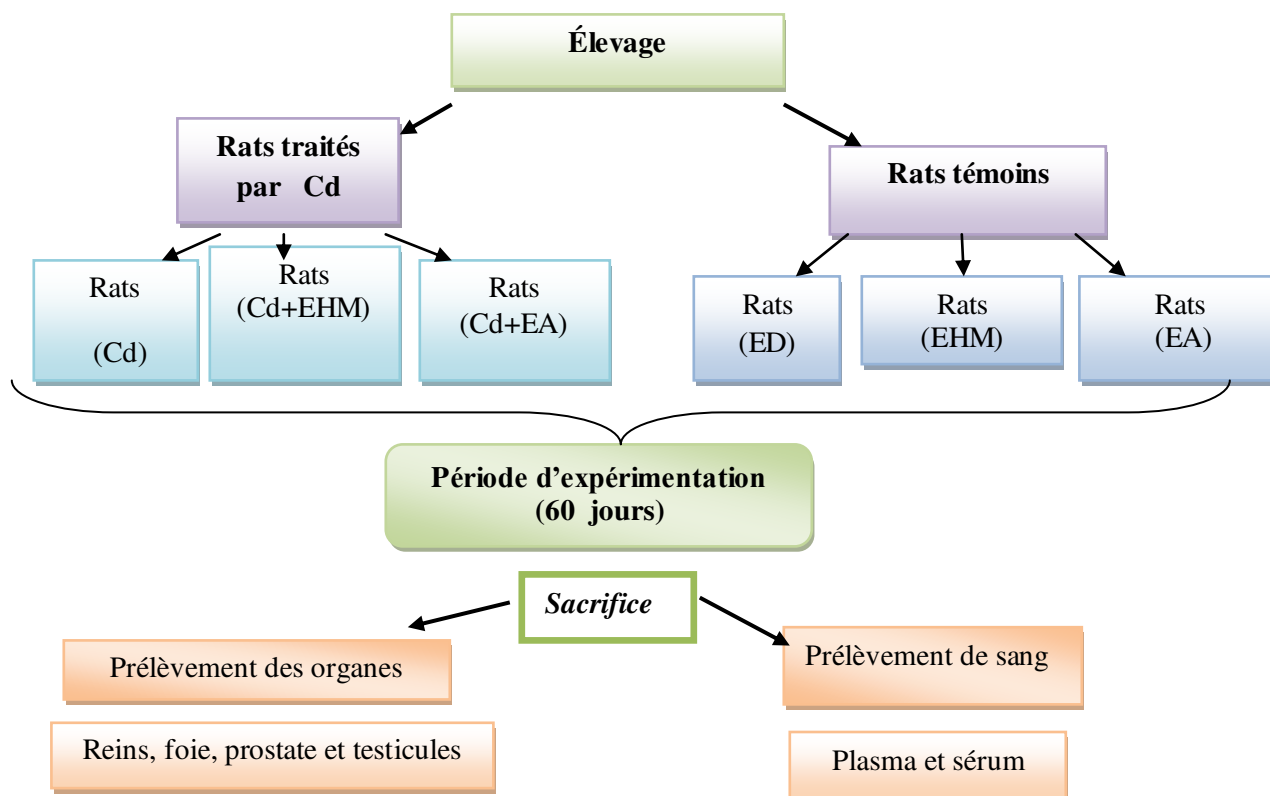 Élevage
Rats traités
par Cd
Rats témoins
Rats
(Cd)
Rats
(Cd+EHM)
Rats
(Cd+EA)
Rats
(ED)
Rats
(EHM)
Rats
(EA)
Période d’expérimentation
(60 jours)
Sacrifice
Prélèvement des organes
Prélèvement de sang
Reins, foie, prostate et testicules
Plasma et sérum